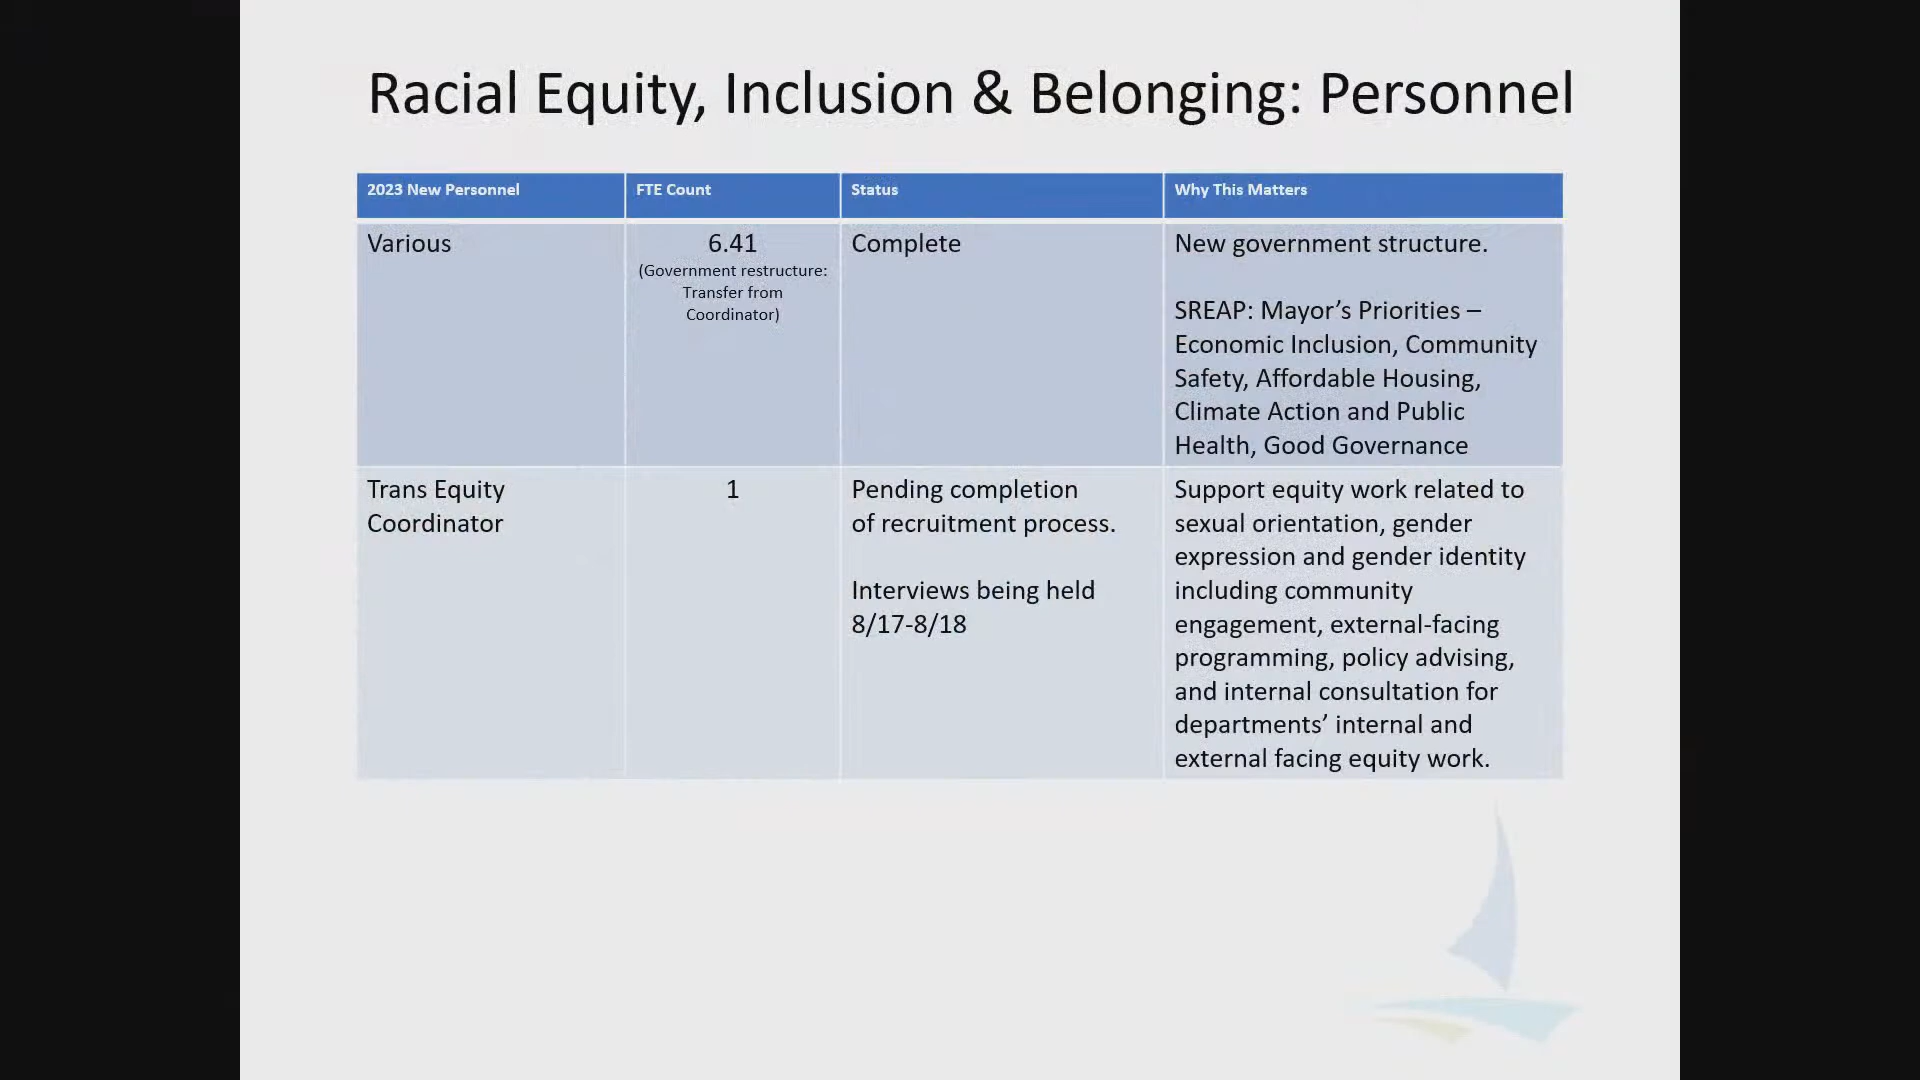 Racial Equity, Inclusion & Belonging: Personnel
2023 New Personnel
FTE Count
Status
Why This Matters
Various
6.41
(Government restructure:
Transfer from
Coordinator)
Complete
New government structure.
SREAP: Mayor’s Priorities –
Economic Inclusion, Community
Safety, Affordable Housing,
Climate Action and Public
Health, Good Governance
Trans Equity
Coordinator
1
Pending completion
of recruitment process.
Interviews being held
8/17-8/18
Support equity work related to
sexual orientation, gender
expression and gender identity
including community
engagement, external-facing
programming, policy advising,
and internal consultation for
departments’ internal and
external facing equity work.